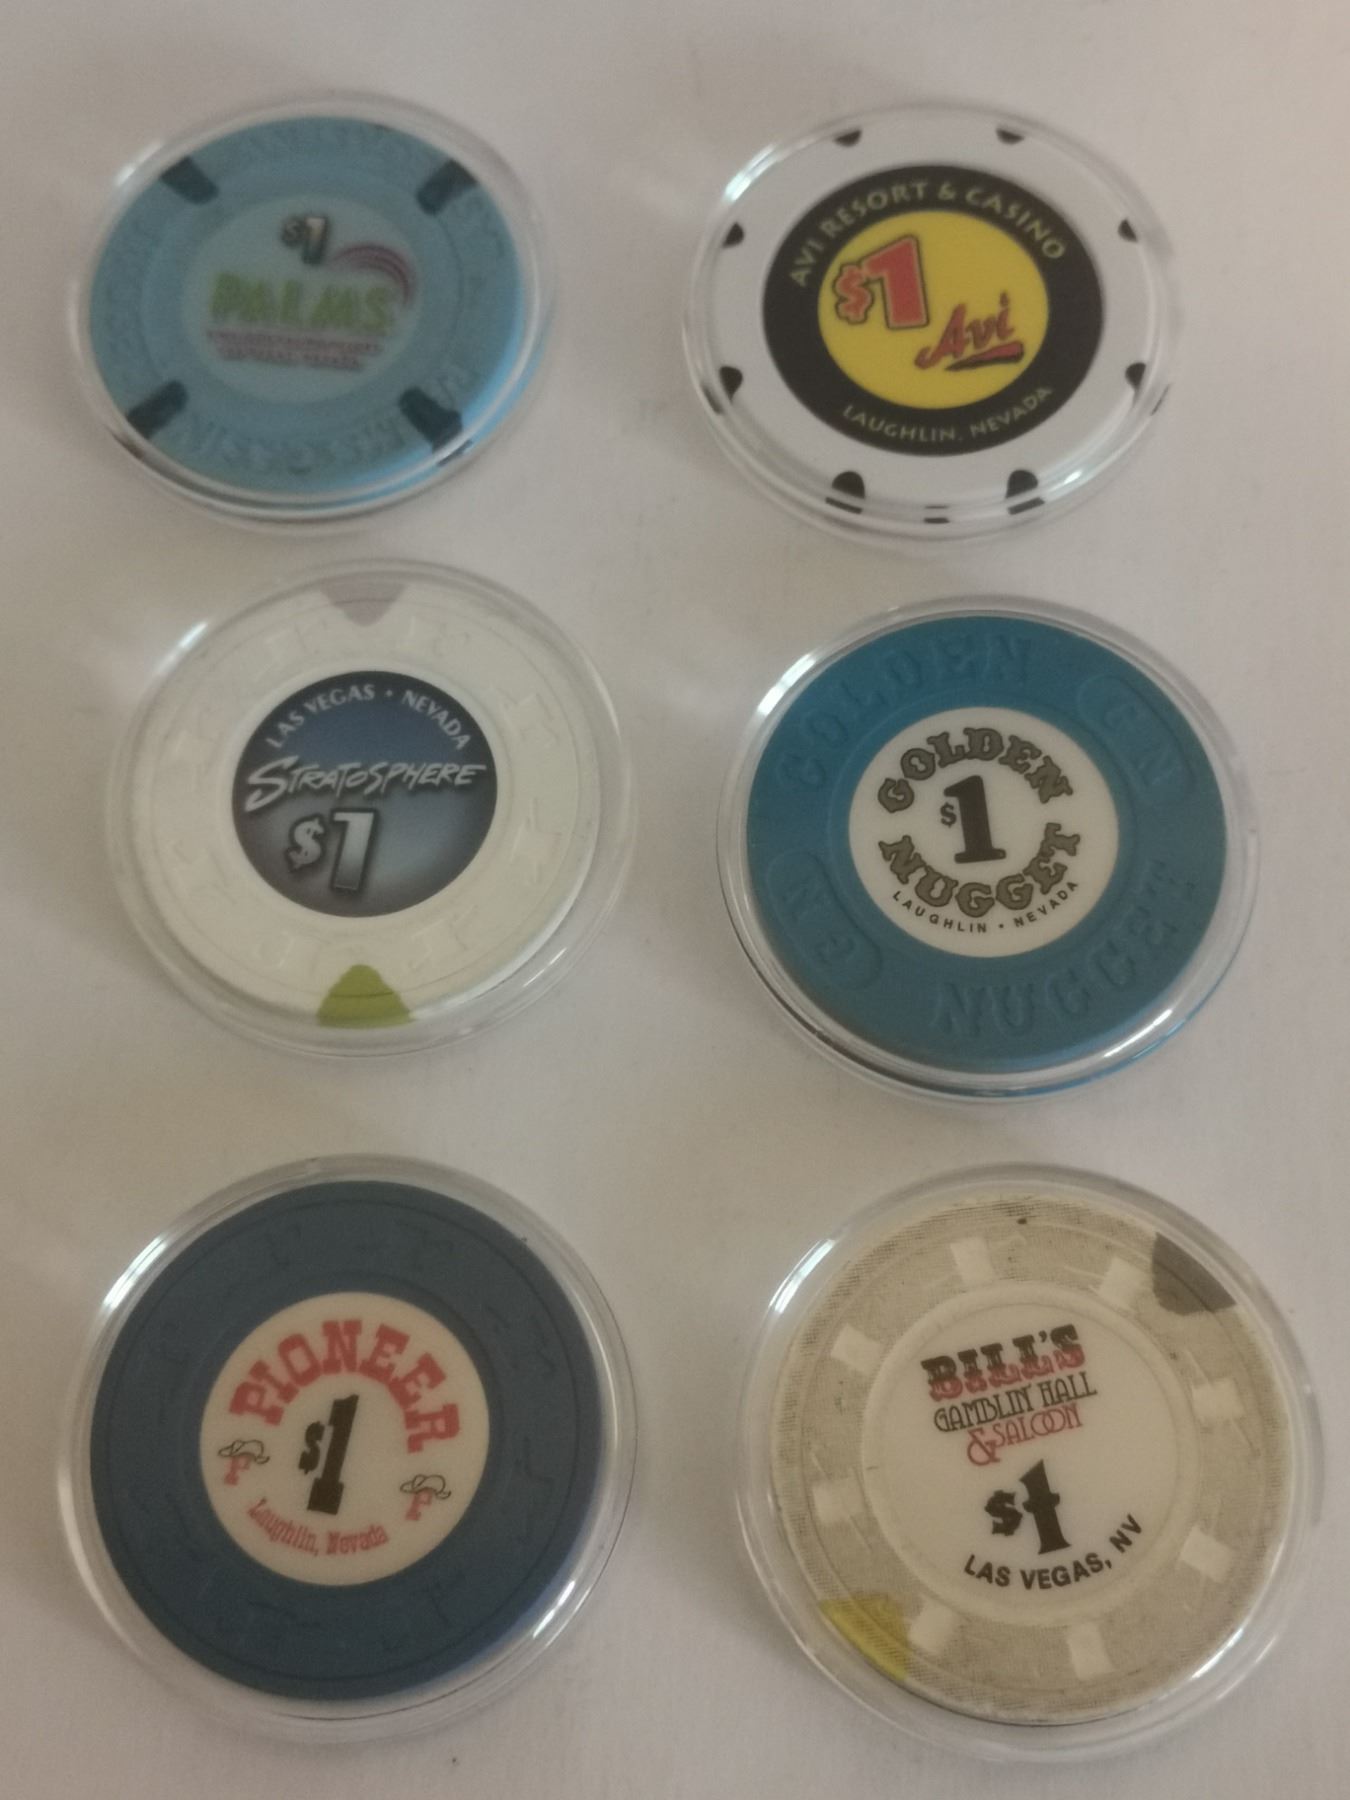 $1
PALMS
AVI RESORT & CASINO
$1
Avi
LAUGHLIN, NEVADA
LAS VEGAS • NEVADA
STRATOSPHERE
$1
GOLDEN
GN
GOLDEN
$1
NUGGET
LAUGHLIN • NEVADA
GN
NUGGET
PIONEER
$1
Laughlin, Nevada
BILL'S
GAMBLIN' HALL
& SALOON
$1
LAS VEGAS, NV